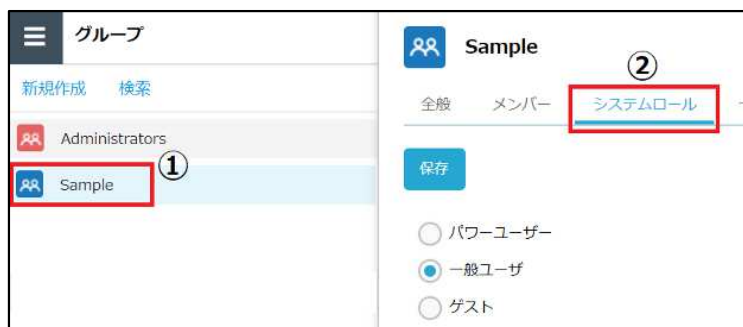 グループ
新規作成 検索
Administrators
①
Sample
Sample
②
全般 メンバー システムロール
保存
パワーユーザー
一般ユーザ
ゲスト